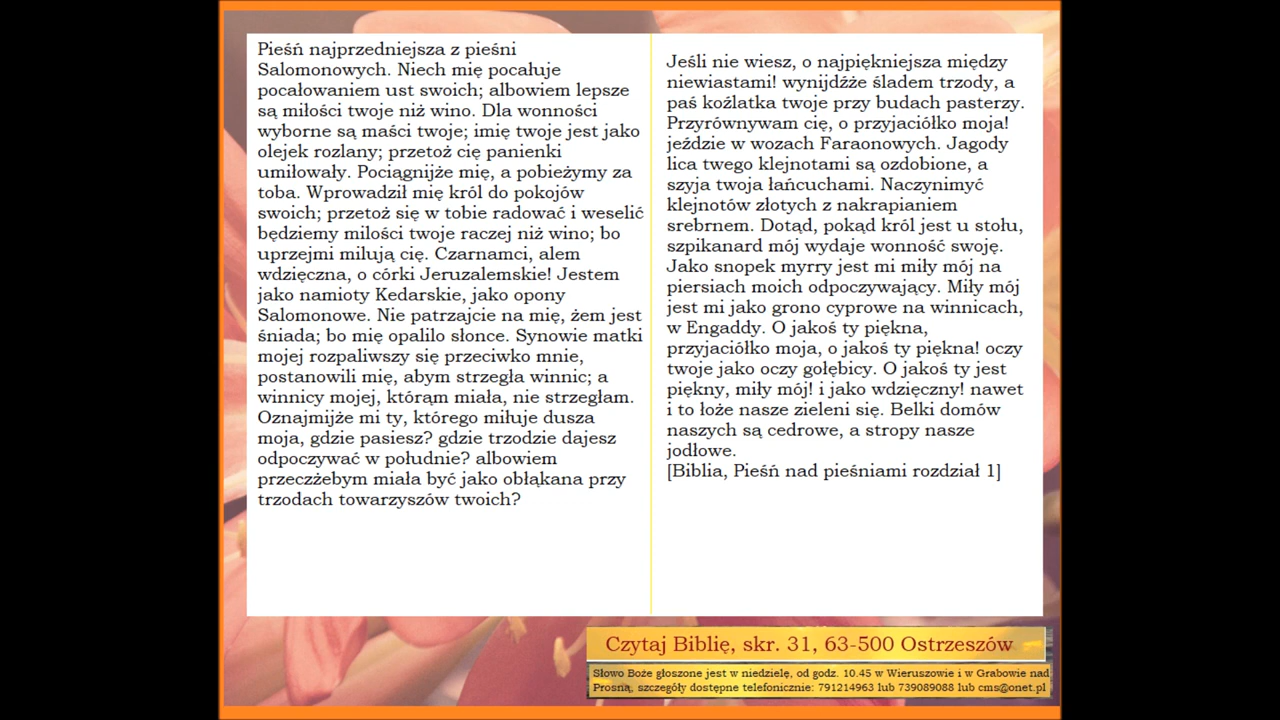 Pieśń najprzedniejsza z pieśni
Salomonowych. Niech mię pocałuje
pocałowaniem ust swoich; albowiem lepsze
są miłości twoje niż wino. Dla wonności
wyborne są maści twoje; imię twoje jest jako
olejek rozlany; przetoż cię panienki
umiłowały. Pociągnijże mię, a pobieżymy za
toba. Wprowadził mię król do pokojów
swoich; przetoż się w tobie radować i weselić
będziemy milości twoje raczej niż wino; bo
uprzejmi milują cię. Czarnamci, alem
wdzięczna, o córki Jeruzalemskie! Jestem
jako namioty Kedarskie, jako opony
Salomonowe. Nie patrzajcie na mię, żem jest
śniada; bo mię opalilo słonce. Synowie matki
mojej rozpaliwszy się przeciwko mnie,
postanowili mię, abym strzegła winnic; a
winnicy mojej, którąm miała, nie strzegłam.
Oznajmijże mi ty, którego miłuje dusza
moja, gdzie pasiesz? gdzie trzodzie dajesz
odpoczywać w południe? albowiem
przeczżebym miała być jako obłąkana przy
trzodach towarzyszów twoich?
Jeśli nie wiesz, o najpiękniejsza między
niewiastami! wynijdźże śladem trzody, a
paś koźlatka twoje przy budach pasterzy.
Przyrównywam cię, o przyjaciółko moja!
jeździe w wozach Faraonowych. Jagody
lica twego klejnotami są ozdobione, a
szyja twoja łańcuchami. Naczynimyć
klejnotów złotych z nakrapianiem
srebrnem. Dotąd, pokąd król jest u stołu,
szpikanard mój wydaje wonność swoję.
Jako snopek myrry jest mi miły mój na
piersiach moich odpoczywający. Miły mój
jest mi jako grono cyprowe na winnicach,
w Engaddy. O jakoś ty piękna,
przyjaciółko moja, o jakoś ty piękna! oczy
twoje jako oczy gołębicy. O jakoś ty jest
piękny, miły mój! i jako wdzięczny! nawet
i to łoże nasze zieleni się. Belki domów
naszych są cedrowe, a stropy nasze
jodłowe.
[Biblia, Pieśń nad pieśniami rozdział 1]
Czytaj Biblię, skr. 31, 63-500 Ostrzeszów
Słowo Boże głoszone jest w niedzielę, od godz. 10.45 w Wieruszowie i w Grabowie nad
Prosną, szczegóły dostępne telefonicznie: 791214963 lub 739089088 lub cms@onet.pl